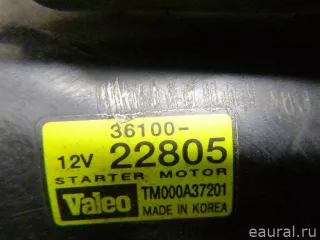 36100-
12V 22805
STARTER MOTOR
Valeo TM000A37201
MADE IN KOREA
eaural.ru